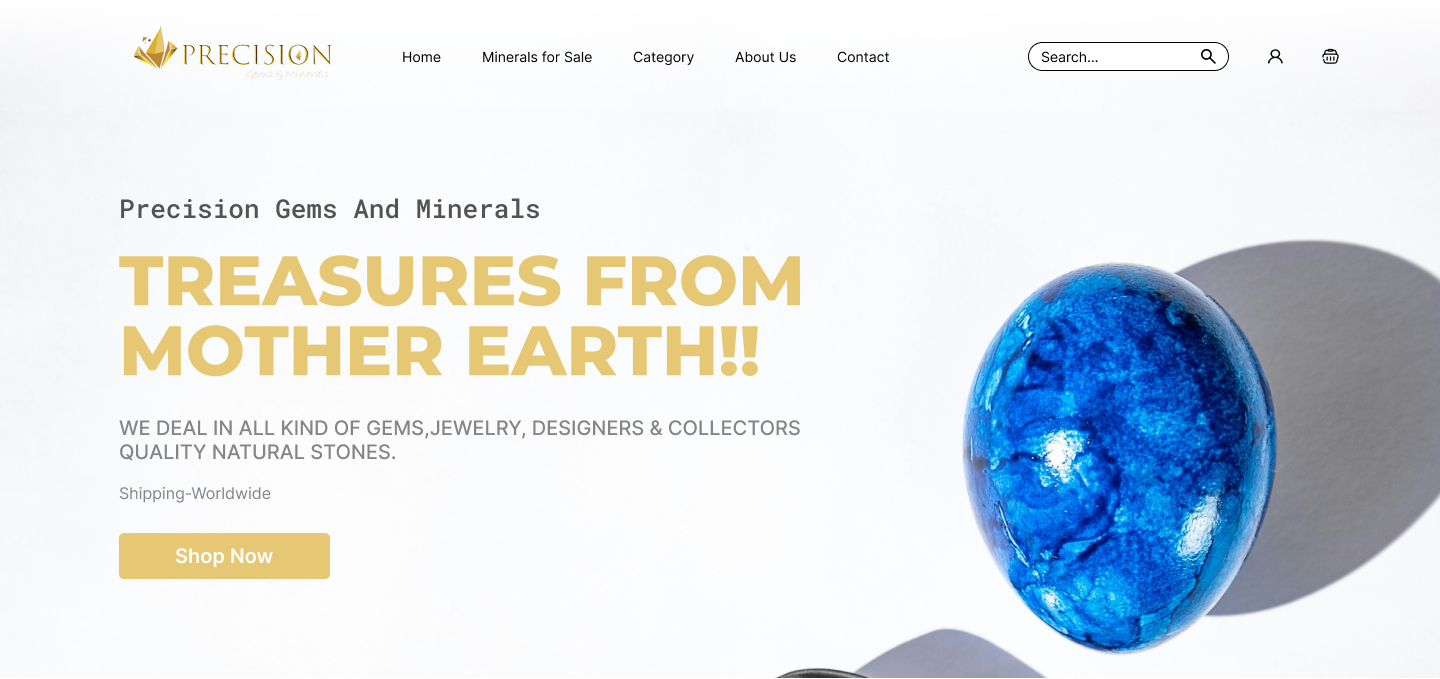 PRECISION
Gems & Minerals
Home
Minerals for Sale
Category
About Us
Contact
Search...
Precision Gems And Minerals
TREASURES FROM
MOTHER EARTH!!
WE DEAL IN ALL KIND OF GEMS,JEWELRY, DESIGNERS & COLLECTORS
QUALITY NATURAL STONES.
Shipping-Worldwide
Shop Now